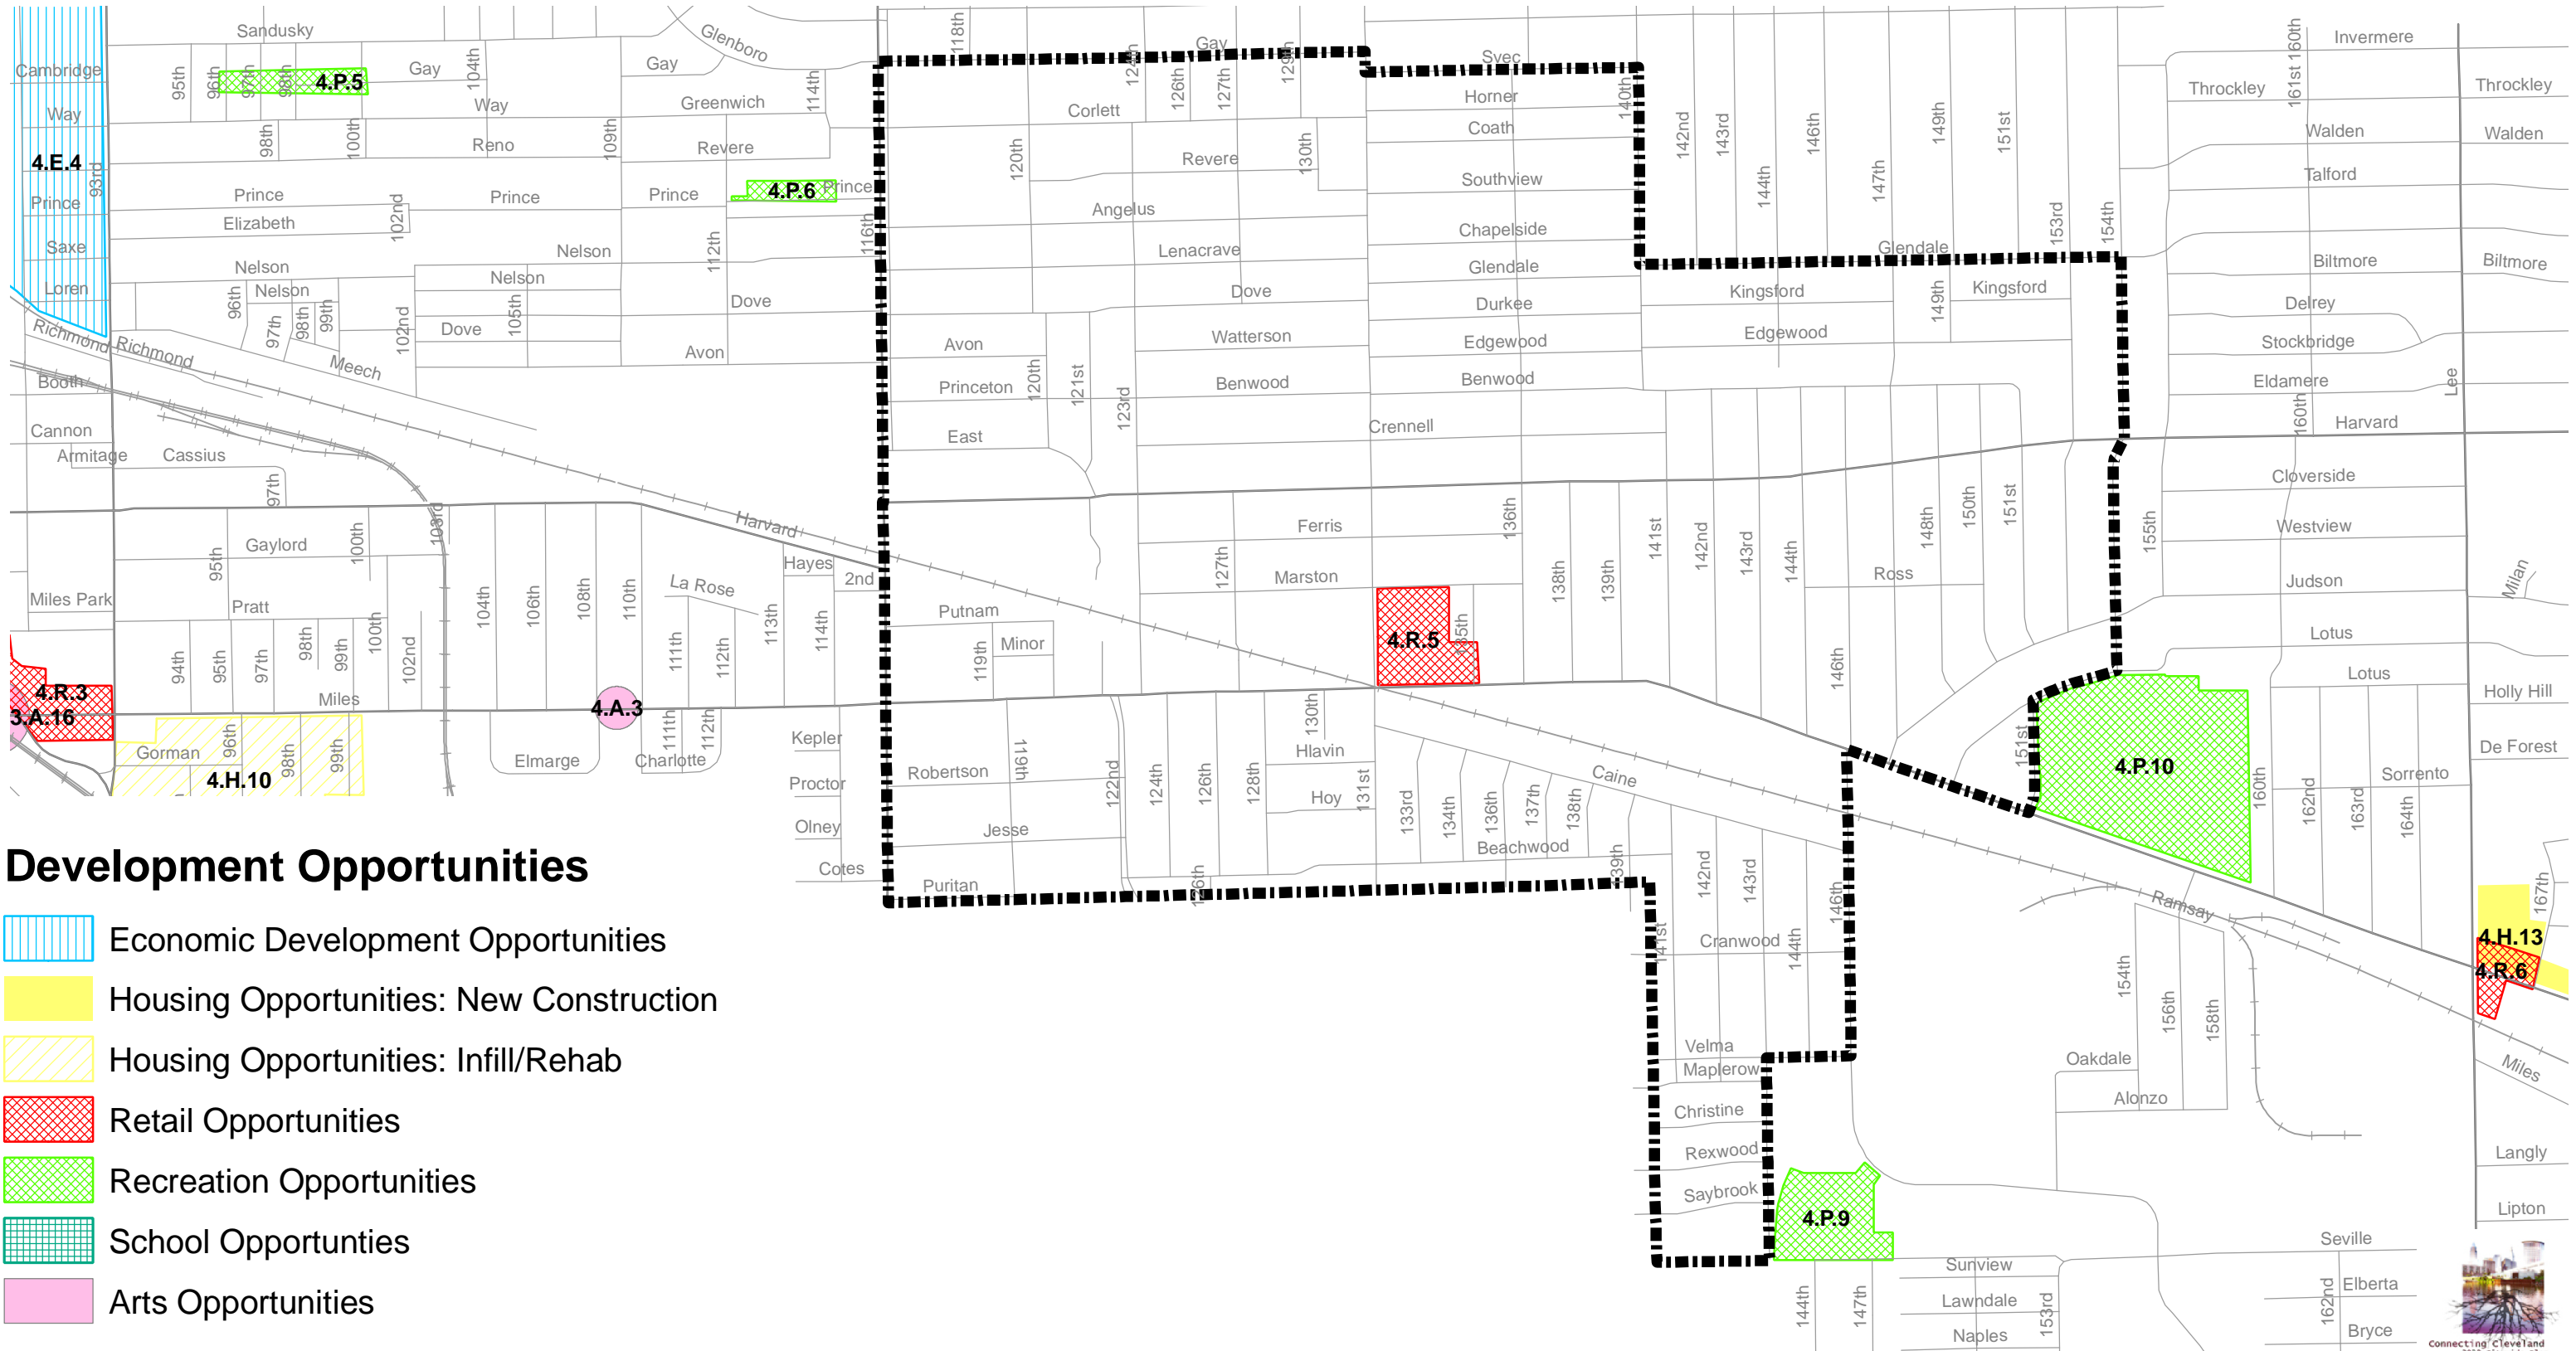 Sandusky
Glenboro
118th
Gay
124th
129th
Svec
Invermere
161st 160th
Cambridge
95th
96th
97th
98th
4.P.5
Gay
104th
Gay
114th
126th
127th
Horner
140th
Throckley
Throckley
Way
Way
Greenwich
Corlett
Coath
142nd
143rd
146th
149th
151st
Walden
Walden
4.E.4
93rd
98th
100th
Reno
109th
Revere
120th
Revere
130th
Southview
144th
147th
Talford
Prince
Prince
102nd
Prince
Prince
4.P.6
Prince
Angelus
153rd
154th
Elizabeth
Saxe
Nelson
112th
116th
Lenacrave
Chapelside
Glendale
Nelson
Nelson
Glendale
Biltmore
Biltmore
Loren
96th
Nelson
97th
98th
99th
102nd
105th
Dove
Dove
Dove
Durkee
Kingsford
149th
Kingsford
Delrey
Richmond
Richmond
Meech
Avon
Avon
Watterson
Edgewood
Edgewood
Stockbridge
Booth
Princeton
120th
121st
123rd
Benwood
Benwood
Eldamere
160th
Lee
Cannon
Armitage
Cassius
97th
East
Crennell
Harvard
Cloverside
103rd
Harvard
Ferris
136th
141st
142nd
143rd
144th
148th
150th
151st
155th
Westview
95th
Gaylord
100th
Hayes
2nd
127th
Marston
138th
139th
Ross
Judson
Milan
Miles Park
Pratt
104th
106th
108th
110th
La Rose
113th
114th
Putnam
Minor
119th
4.R.5
135th
146th
Lotus
Lotus
94th
95th
97th
98th
99th
100th
102nd
111th
112th
4.R.3
3.A.16
Miles
4.A.3
111th
112th
Holly Hill
Gorman
96th
98th
99th
4.H.10
Elmarge
Charlotte
Kepler
Proctor
Olney
Cotes
Robertson
119th
122nd
124th
126th
128th
130th
Hlavin
Hoy
131st
Caine
133rd
134th
136th
137th
138th
139th
151st
4.P.10
160th
162nd
163rd
164th
Sorrento
De Forest
Jesse
Beachwood
Puritan
126th
142nd
143rd
146th
Ramsay
167th
141st
Cranwood
144th
4.H.13
4.R.6
154th
156th
158th
Velma
Maplerow
Oakdale
Alonzo
Miles
Christine
Rexwood
Saybrook
4.P.9
Langly
Lipton
Seville
Sunview
144th
147th
Lawndale
153rd
Naples
162nd
Elberta
Bryce
Development Opportunities
Economic Development Opportunities
Housing Opportunities: New Construction
Housing Opportunities: Infill/Rehab
Retail Opportunities
Recreation Opportunities
School Opportunties
Arts Opportunities
Connecting Cleveland